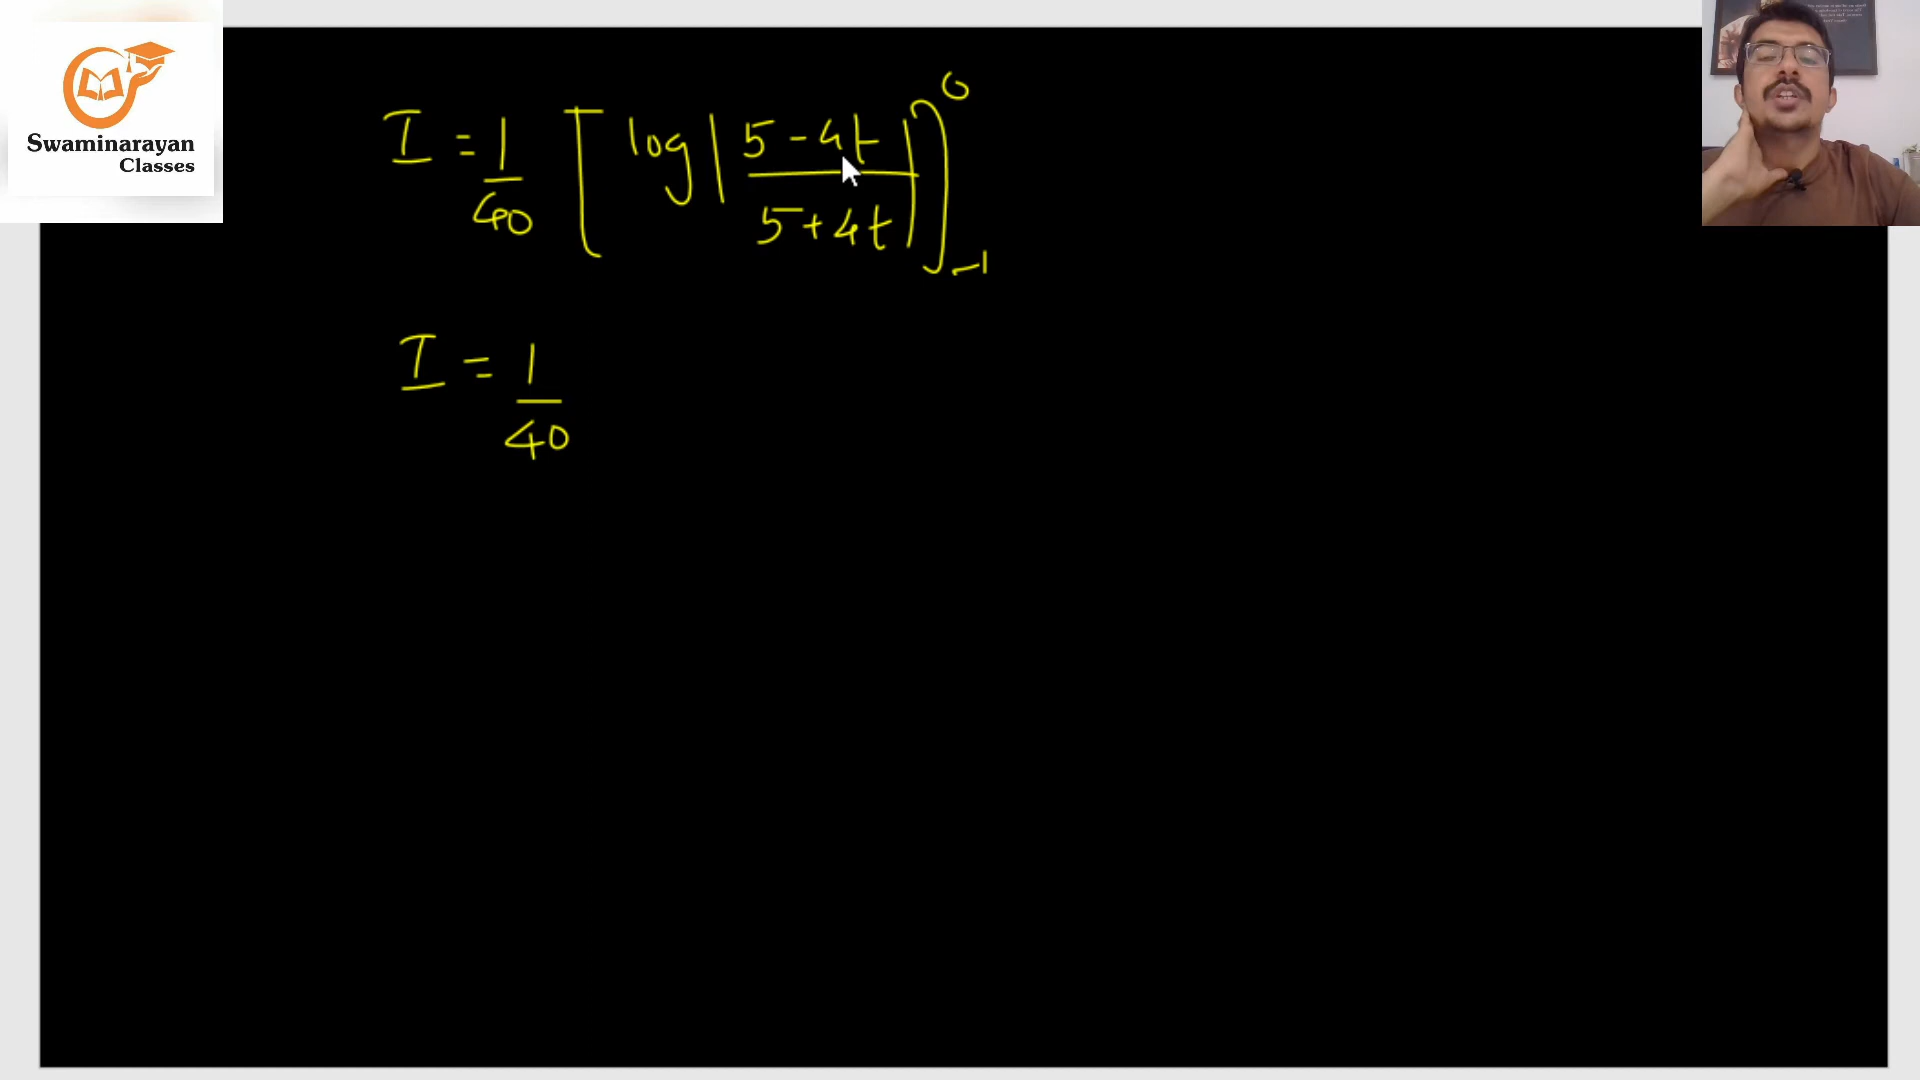 Swaminarayan
Classes
I = 1/40 [ log | 5-4t / 5+4t | ]_{-1}^{0}
I = 1/40